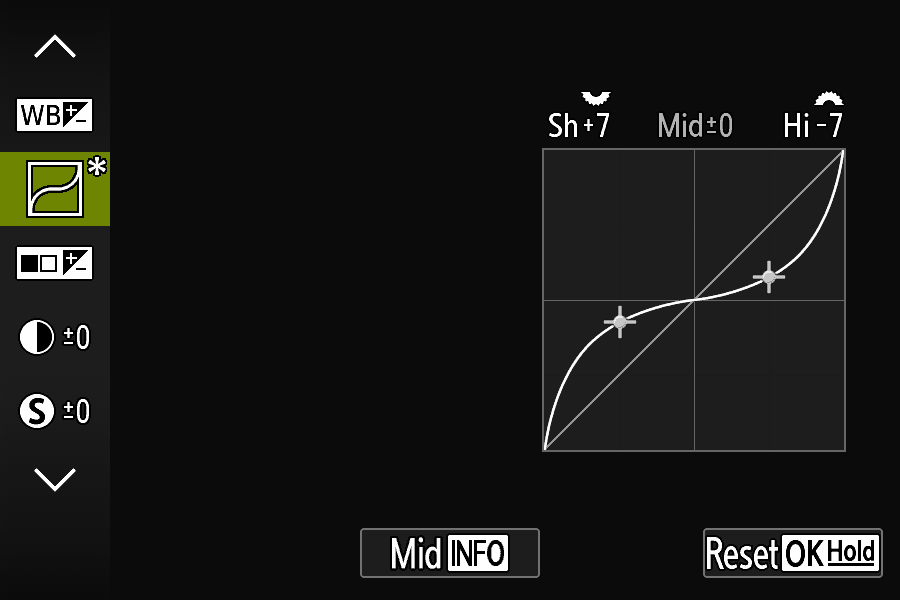 WB
Sh+7 Mid±0 Hi-7
±0
S ±0
Mid INFO
Reset OK Hold